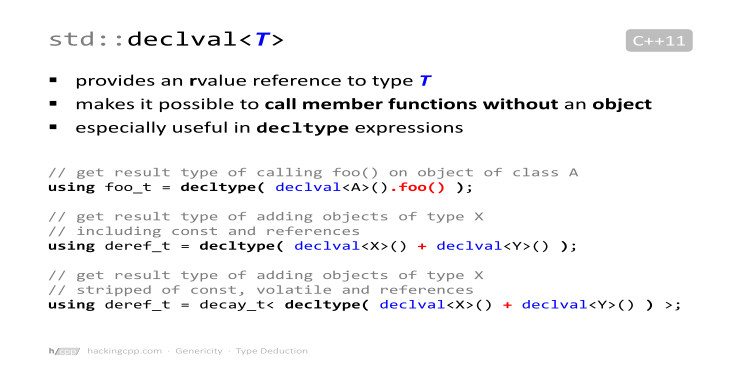 std::declval<T>
C++11
▪ provides an rvalue reference to type T
▪ makes it possible to call member functions without an object
▪ especially useful in decltype expressions
// get result type of calling foo() on object of class A
using foo_t = decltype( declval<A>().foo() );
// get result type of adding objects of type X
// including const and references
using deref_t = decltype( declval<X>() + declval<Y>() );
// get result type of adding objects of type X
// stripped of const, volatile and references
using deref_t = decay_t< decltype( declval<X>() + declval<Y>() ) >;
h/cpp hackingcpp.com · Genericity · Type Deduction